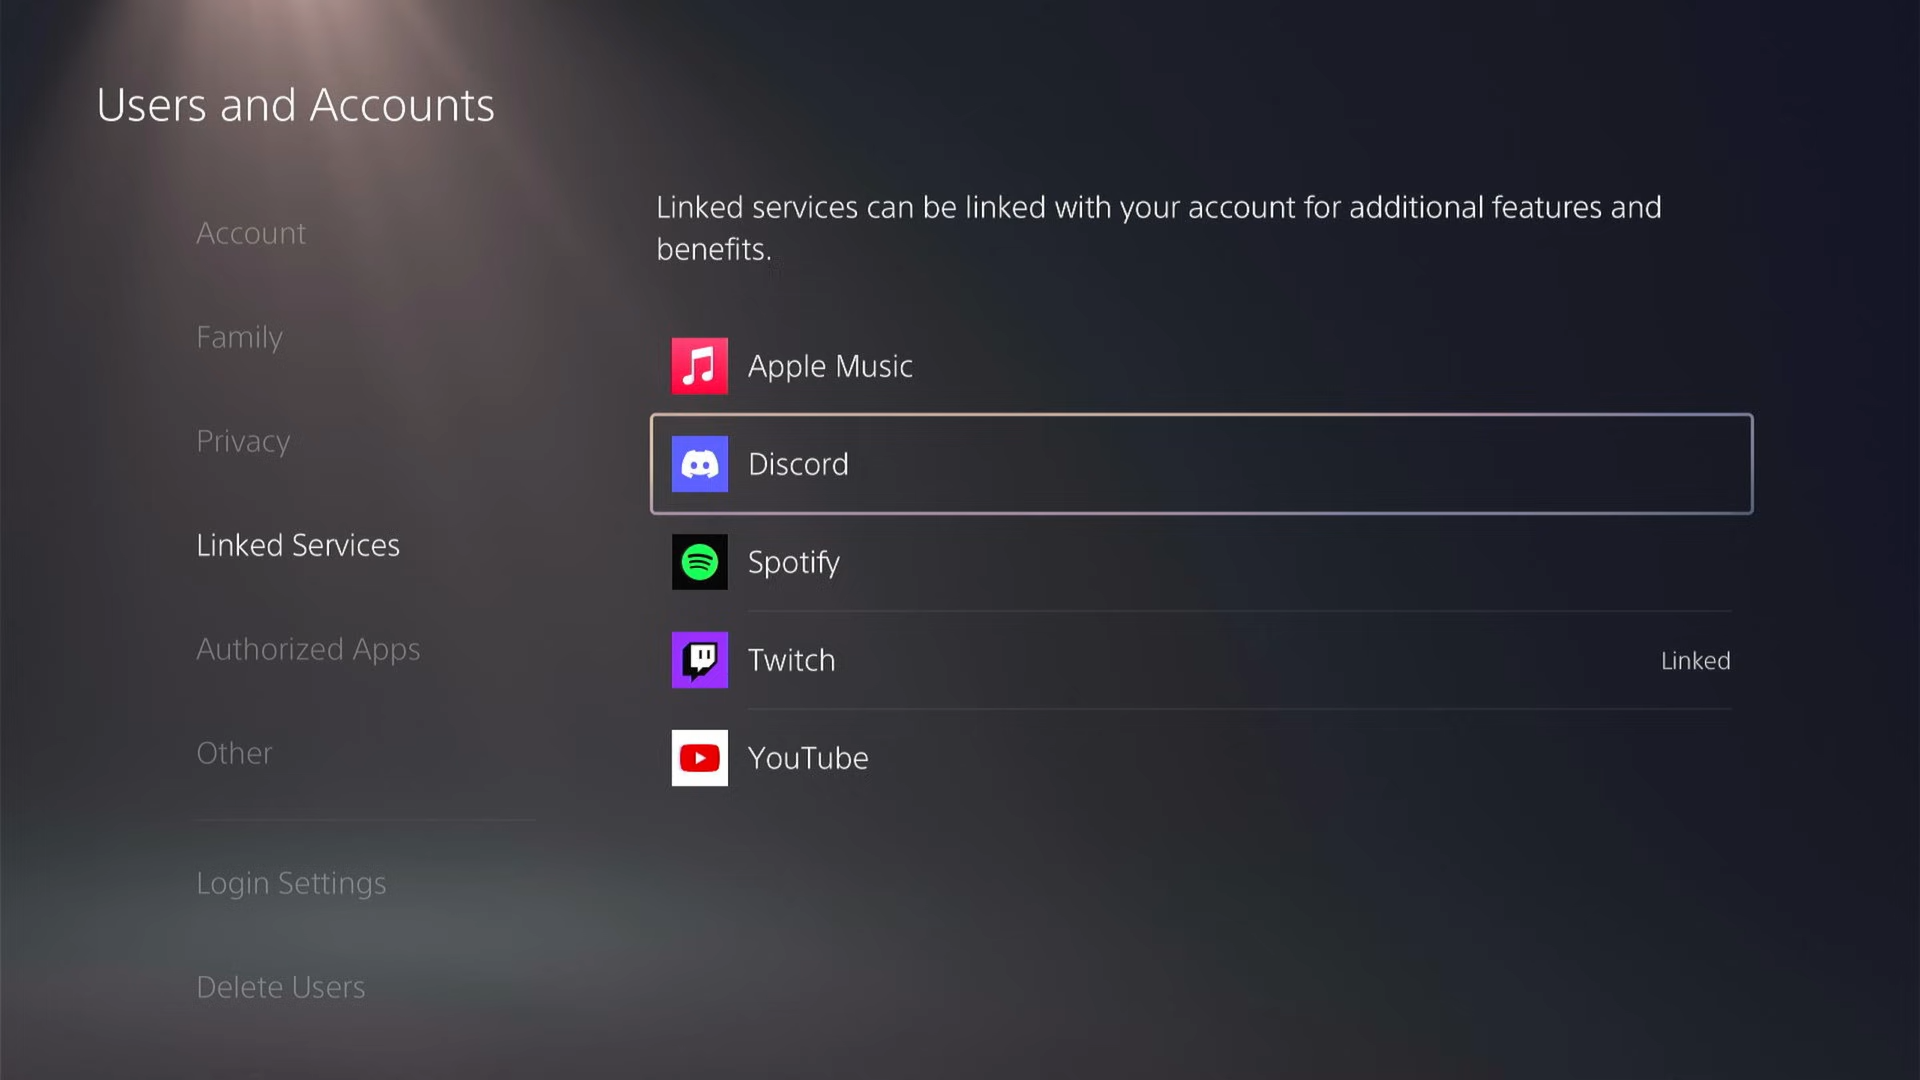 Users and Accounts
Account
Family
Privacy
Linked Services
Authorized Apps
Other
Login Settings
Delete Users
Linked services can be linked with your account for additional features and
benefits.
Apple Music
Discord
Spotify
Twitch
Linked
YouTube